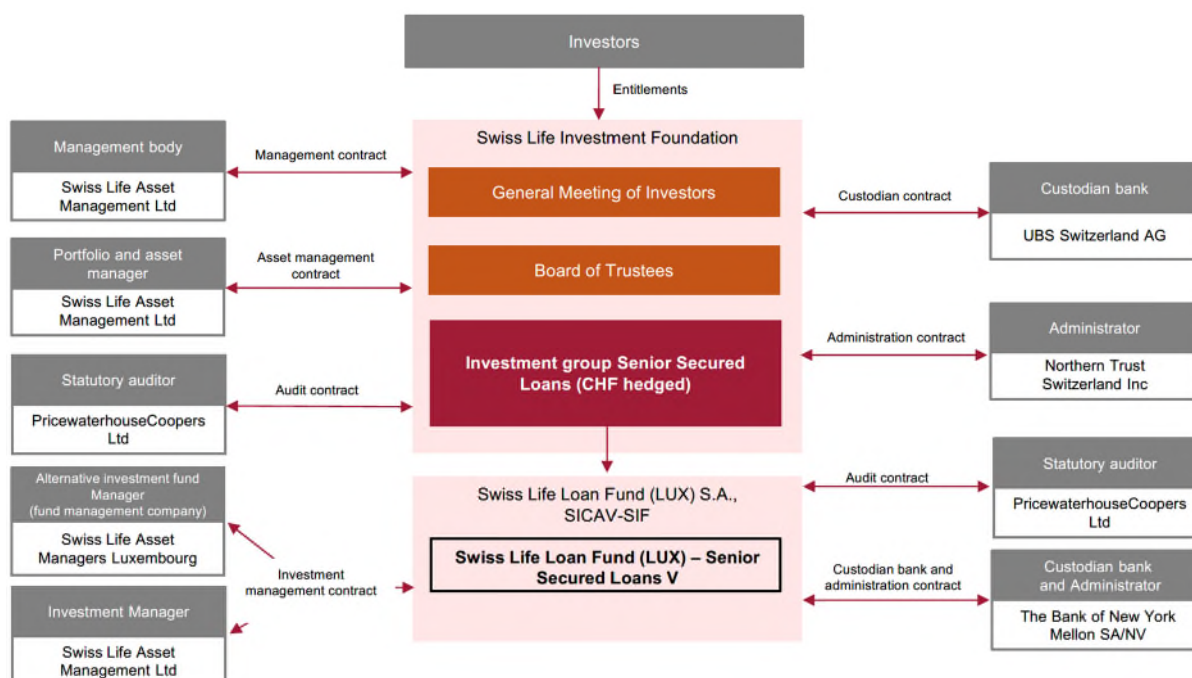 Investors
Entitlements
Swiss Life Investment Foundation
General Meeting of Investors
Board of Trustees
Investment group Senior Secured
Loans (CHF hedged)
Management body
Swiss Life Asset
Management Ltd
Management contract
Portfolio and asset
manager
Swiss Life Asset
Management Ltd
Asset management
contract
Statutory auditor
PricewaterhouseCoopers
Ltd
Audit contract
Custodian contract
Custodian bank
UBS Switzerland AG
Administration contract
Administrator
Northern Trust
Switzerland Inc
Alternative investment fund
Manager
(fund management company)
Swiss Life Asset
Managers Luxembourg
Investment
management contract
Investment Manager
Swiss Life Asset
Management Ltd
Swiss Life Loan Fund (LUX) S.A.,
SICAV-SIF
Swiss Life Loan Fund (LUX) – Senior
Secured Loans V
Audit contract
Statutory auditor
PricewaterhouseCoopers
Ltd
Custodian bank and
administration contract
Custodian bank
and Administrator
The Bank of New York
Mellon SA/NV